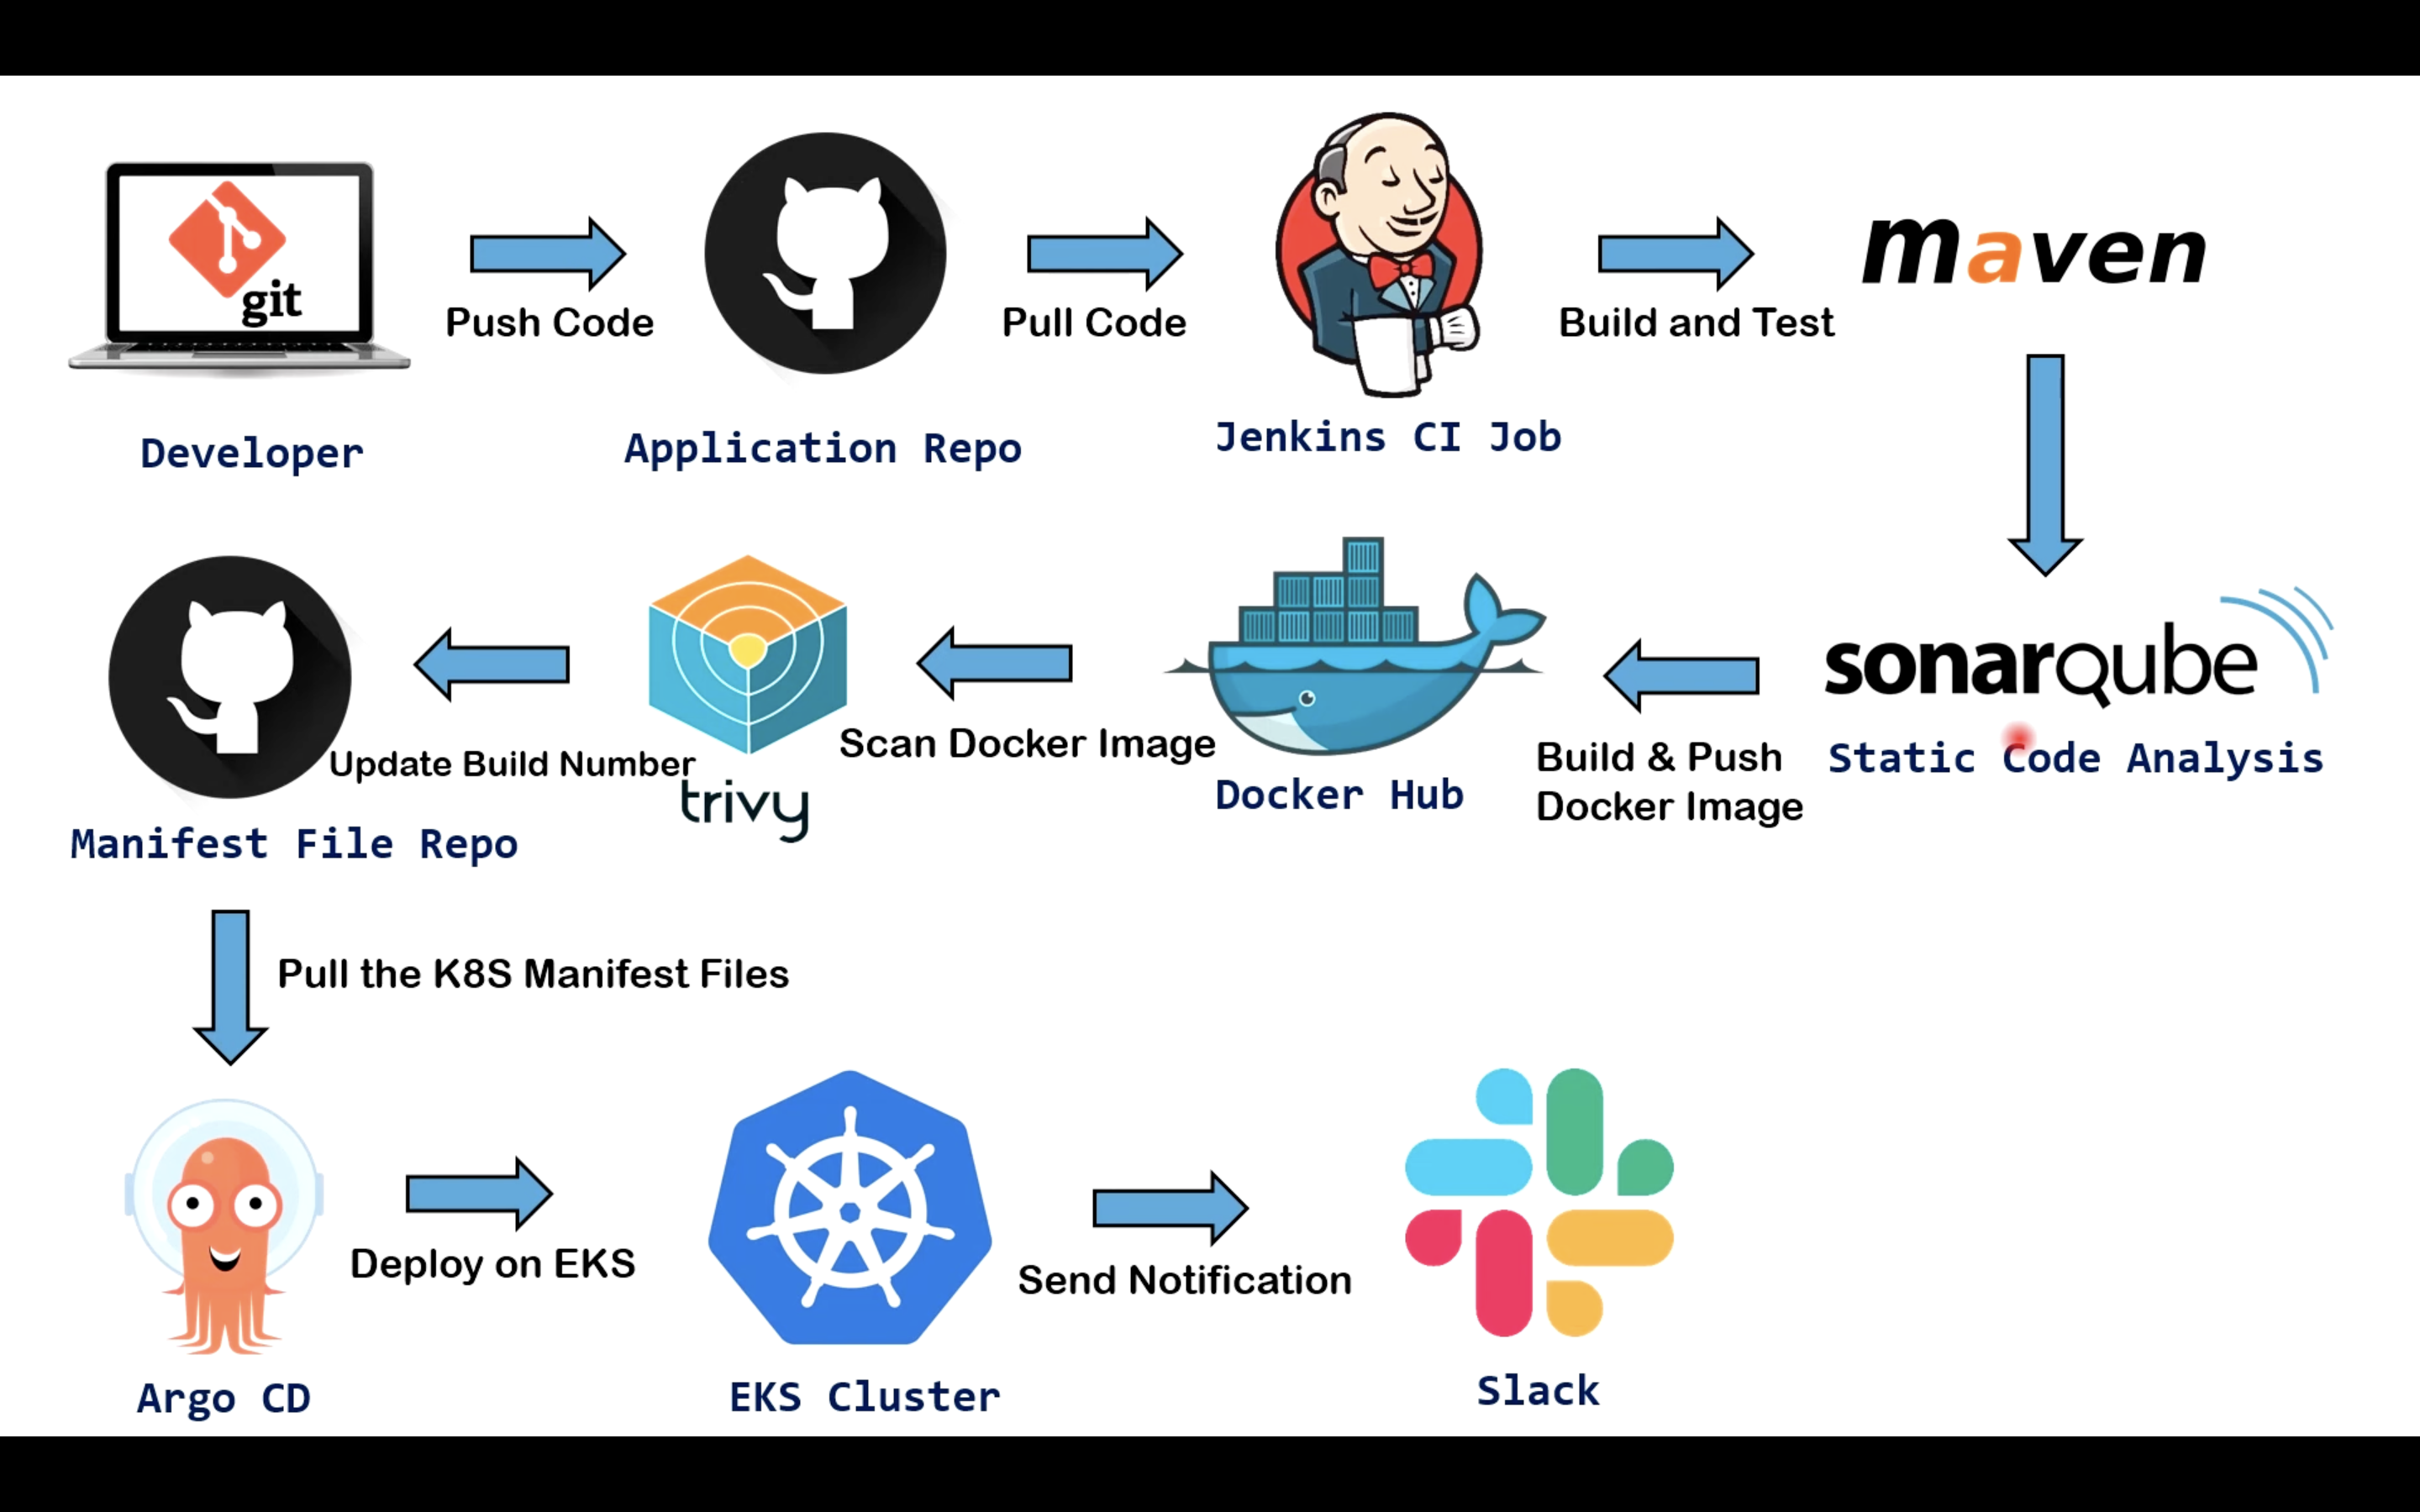 git
Push Code
Pull Code
Build and Test
maven
Developer
Application Repo
Jenkins CI Job
Update Build Number
trivy
Scan Docker Image
Docker Hub
Build & Push
Docker Image
sonarqube
Static Code Analysis
Manifest File Repo
Pull the K8S Manifest Files
Deploy on EKS
Send Notification
Argo CD
EKS Cluster
Slack